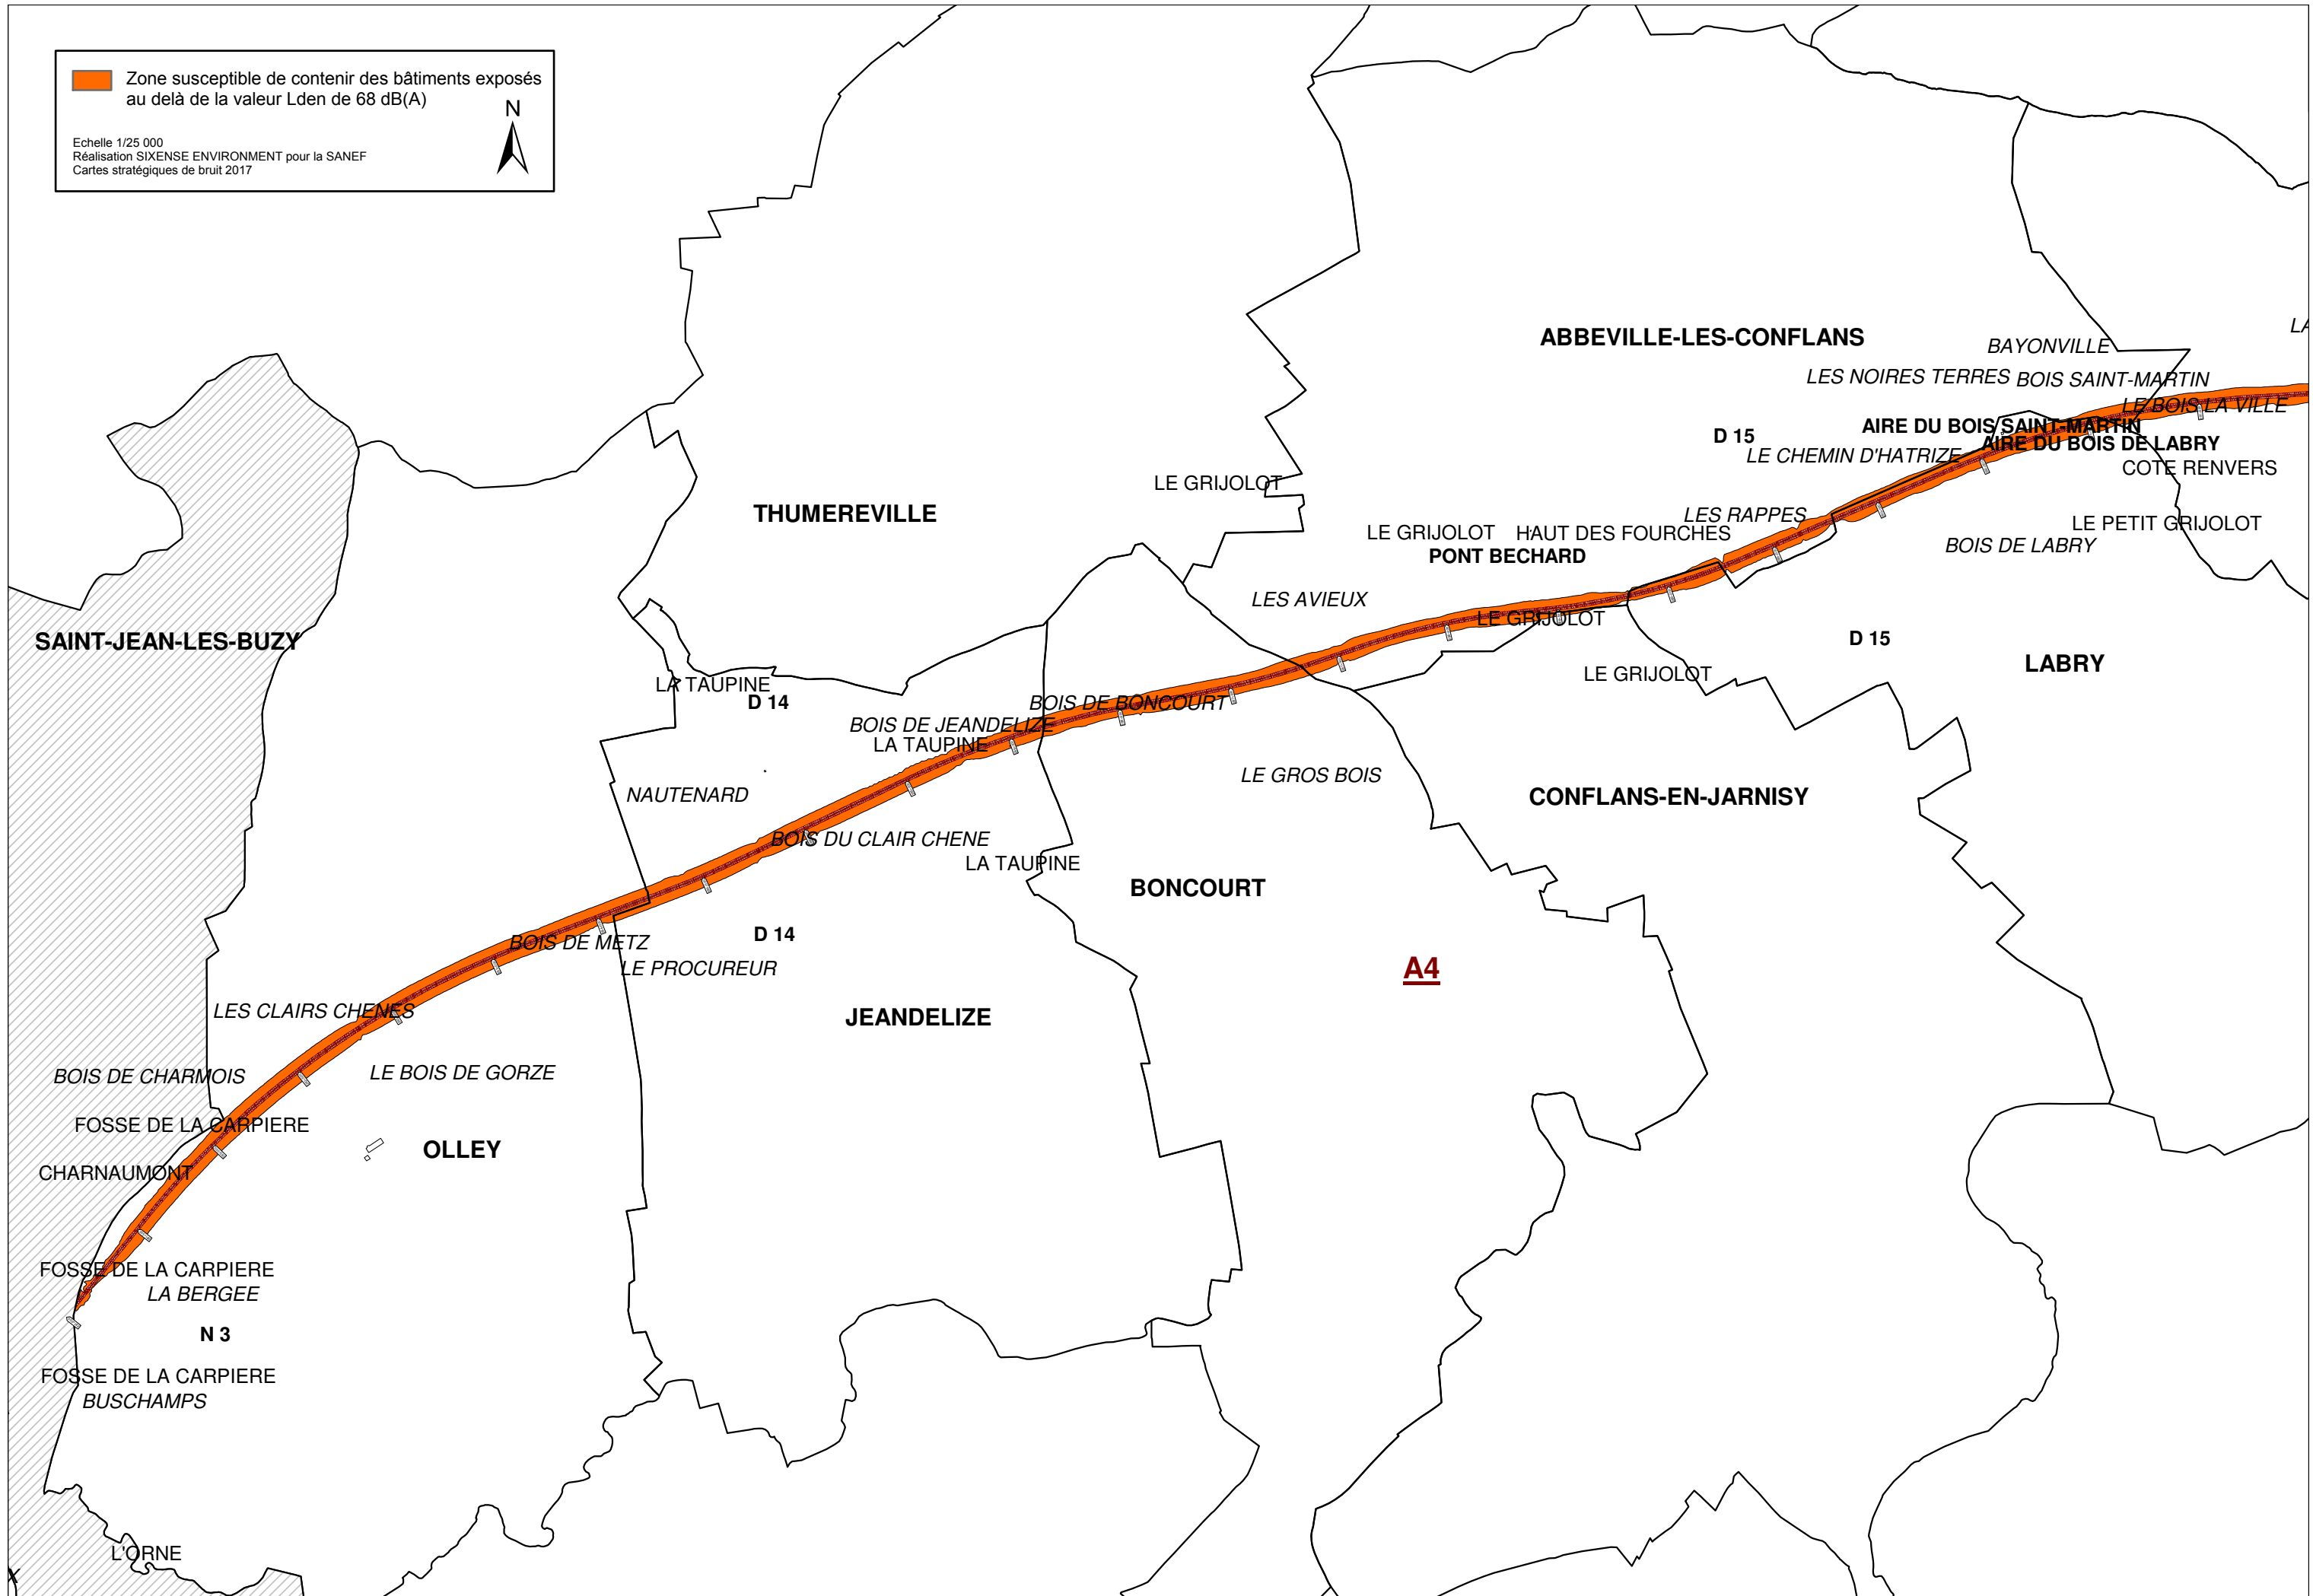 Zone susceptible de contenir des bâtiments exposés
au delà de la valeur Lden de 68 dB(A)
N
Echelle 1/25 000
Réalisation SIXENSE ENVIRONMENT pour la SANEF
Cartes stratégiques de bruit 2017
ABBEVILLE-LES-CONFLANS
BAYONVILLE
LES NOIRES TERRES
BOIS SAINT-MARTIN
LE BOIS LA VILLE
AIRE DU BOIS SAINT-MARTIN
D 15
AIRE DU BOIS DE LABRY
LE CHEMIN D'HATRIZE
COTE RENVERS
LE GRIJOLOT
THUMEREVILLE
LES RAPPES
LE PETIT GRIJOLOT
LE GRIJOLOT
HAUT DES FOURCHES
BOIS DE LABRY
PONT BECHARD
LES AVIEUX
LE GRIJOLOT
SAINT-JEAN-LES-BUZY
D 15
LABRY
LE GRIJOLOT
LA TAUPINE
D 14
BOIS DE BONCOURT
BOIS DE JEANDELIZE
LA TAUPINE
LE GROS BOIS
NAUTENARD
CONFLANS-EN-JARNISY
BOIS DU CLAIR CHENE
LA TAUPINE
BONCOURT
D 14
BOIS DE METZ
LE PROCUREUR
A4
LES CLAIRS CHENES
JEANDELIZE
BOIS DE CHARMOIS
LE BOIS DE GORZE
FOSSE DE LA CARPIERE
OLLEY
CHARNAUMONT
FOSSE DE LA CARPIERE
LA BERGEE
N 3
FOSSE DE LA CARPIERE
BUSCHAMPS
L'ORNE